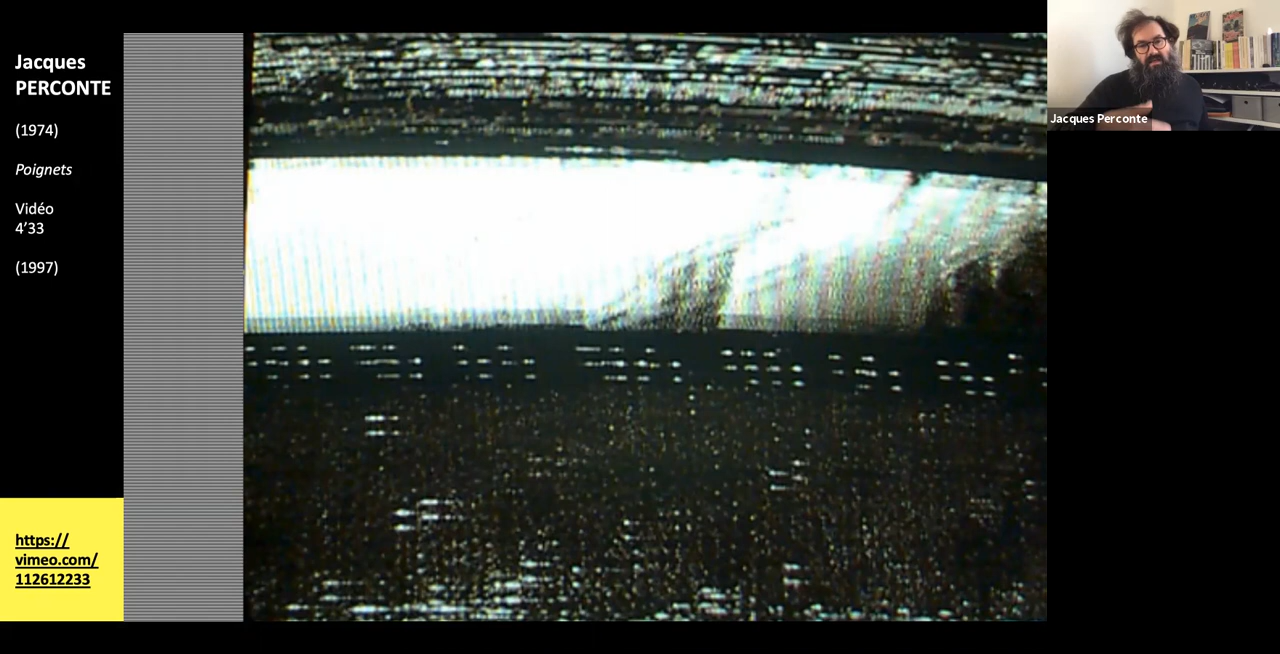 Jacques
PERCONTE
(1974)
Poignets
Vidéo
4’33
(1997)
https://
vimeo.com/
112612233
Jacques Perconte